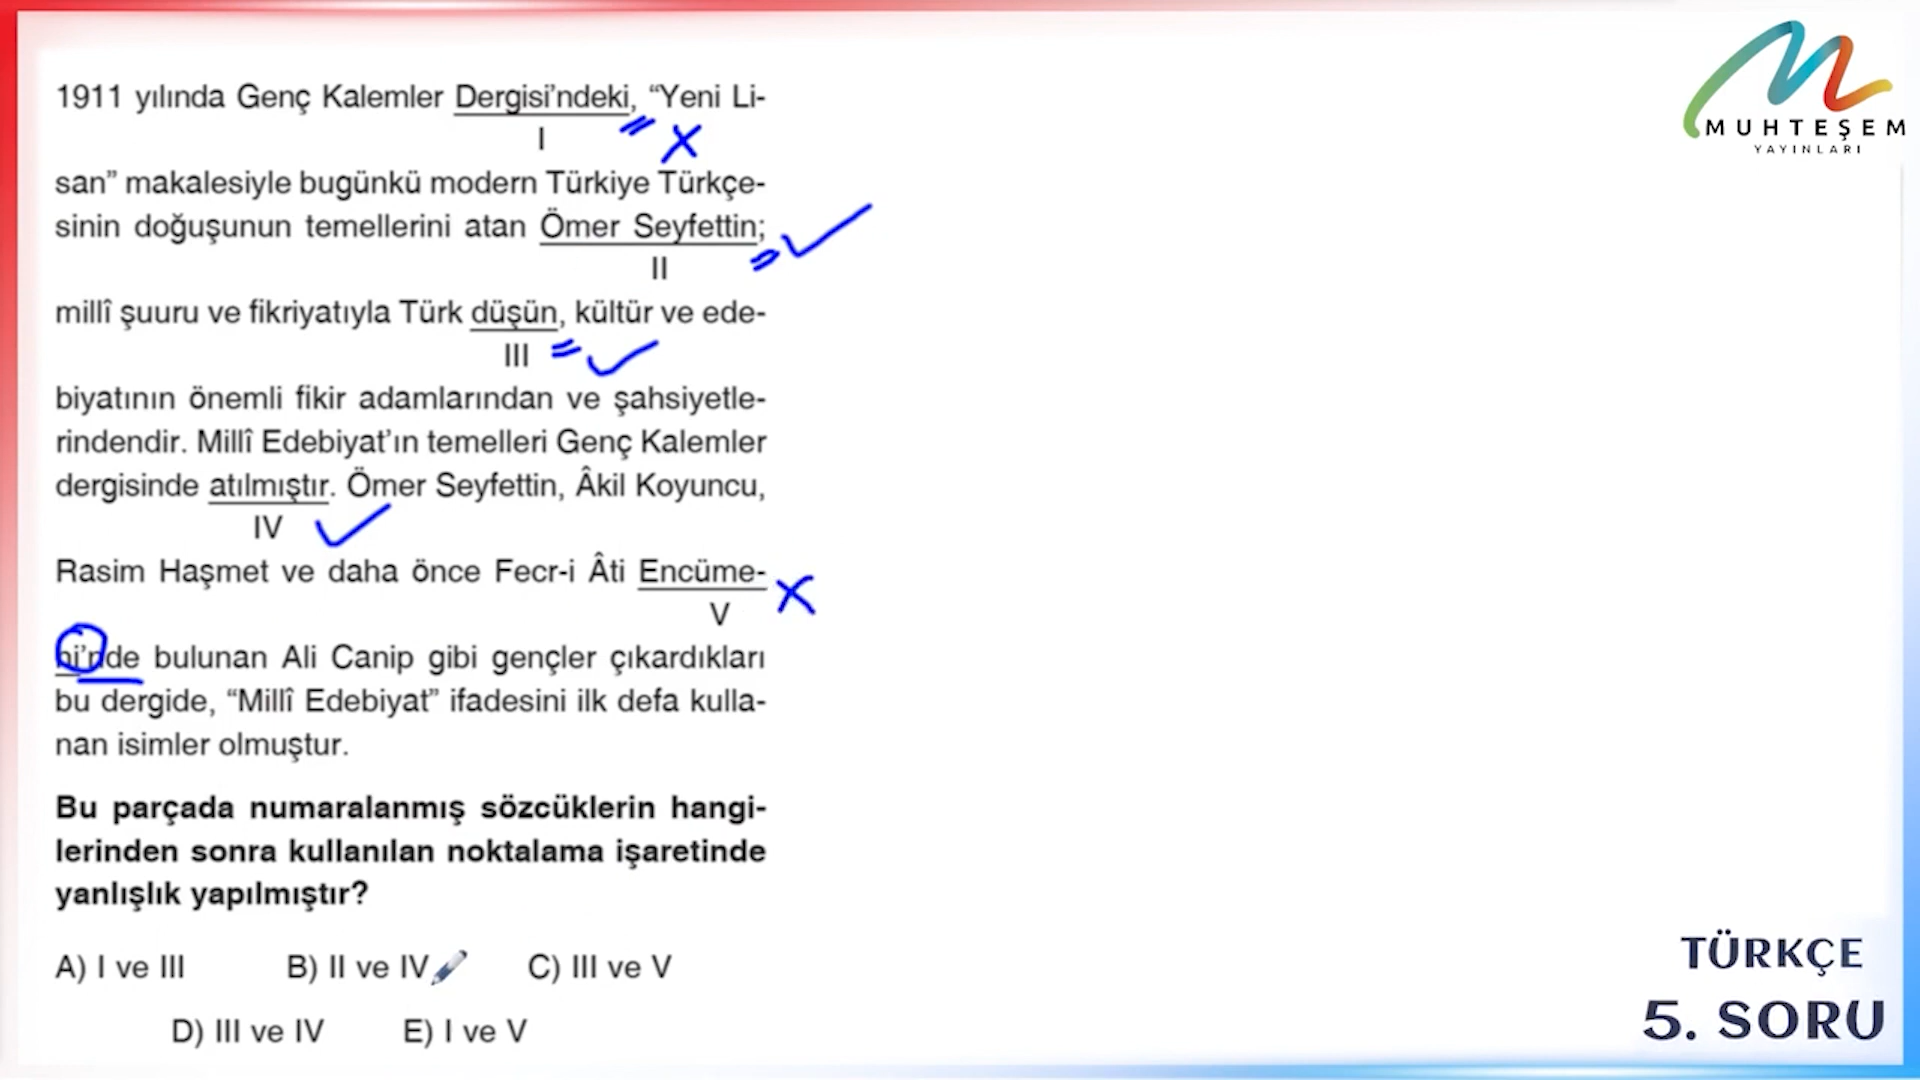 1911 yılında Genç Kalemler Dergisi'ndeki, “Yeni Li-
I
san” makalesiyle bugünkü modern Türkiye Türkçe-
sinin doğuşunun temellerini atan Ömer Seyfettin;
II
millî şuuru ve fikriyatıyla Türk düşün, kültür ve ede-
III
biyatının önemli fikir adamlarından ve şahsiyetle-
rindendir. Millî Edebiyat'ın temelleri Genç Kalemler
dergisinde atılmıştır. Ömer Seyfettin, Âkil Koyuncu,
IV
Rasim Haşmet ve daha önce Fecr-i Âti Encüme-
V
ni'nde bulunan Ali Canip gibi gençler çıkardıkları
bu dergide, “Millî Edebiyat” ifadesini ilk defa kulla-
nan isimler olmuştur.
Bu parçada numaralanmış sözcüklerin hangi-
lerinden sonra kullanılan noktalama işaretinde
yanlışlık yapılmıştır?
A) I ve III B) II ve IV C) III ve V
D) III ve IV E) I ve V
MUHTEŞEM
YAYINLARI
TÜRKÇE
5. SORU